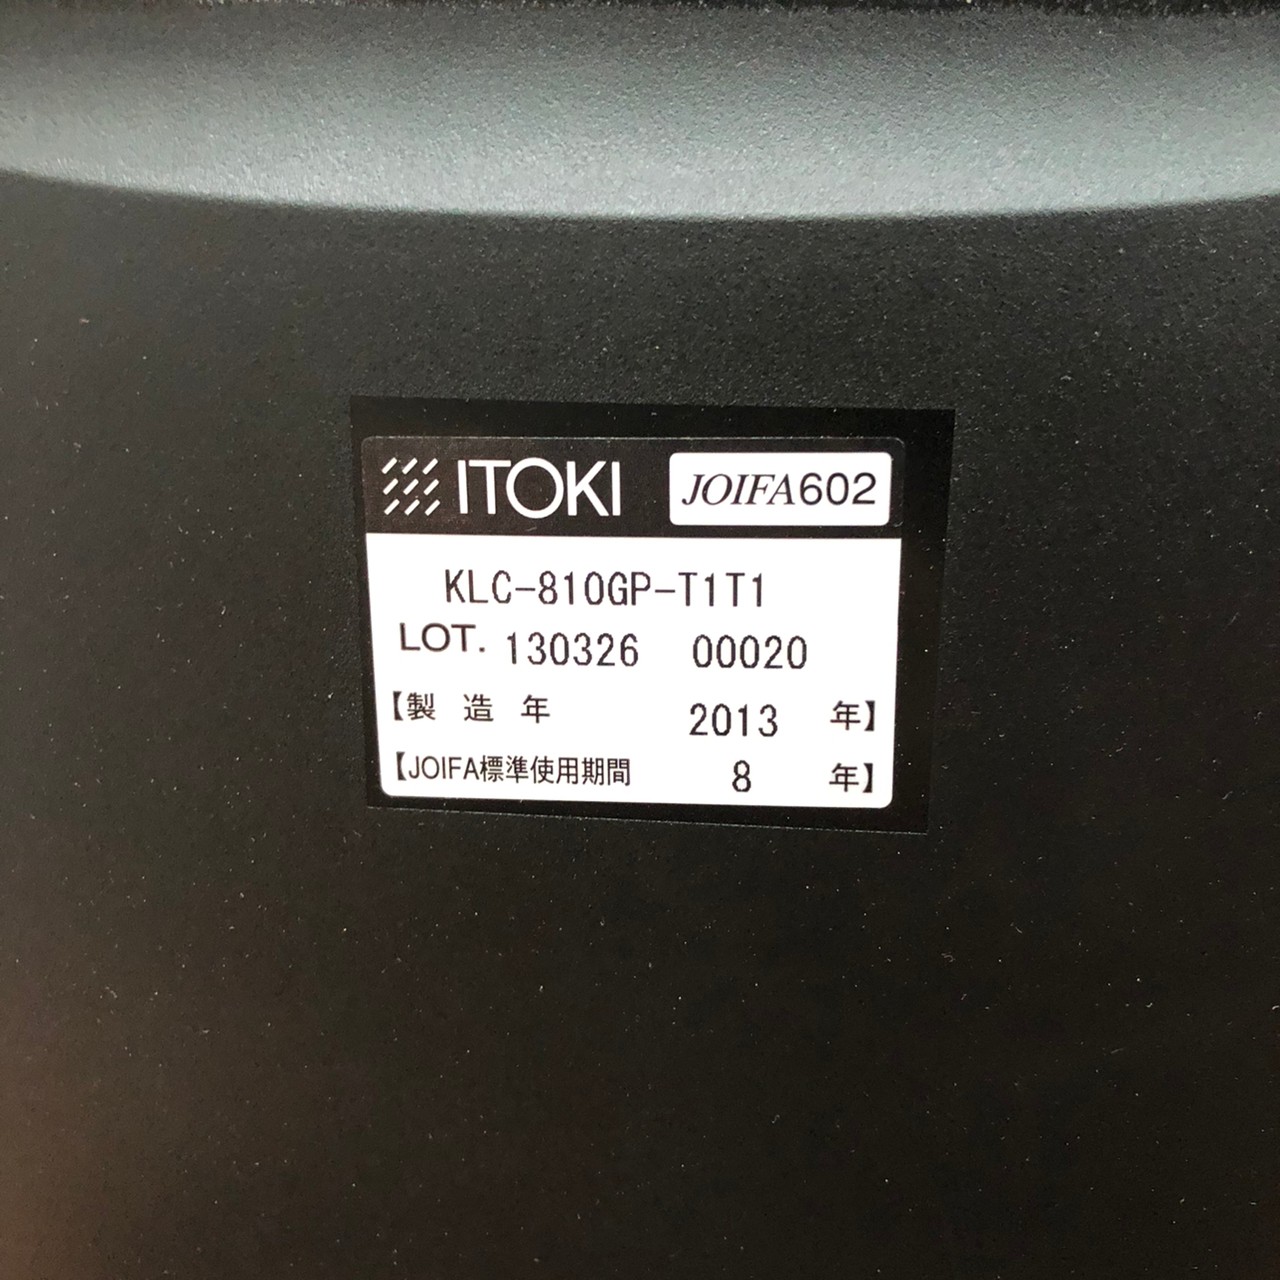 ITOKI JOIFA602
KLC-810GP-T1T1
LOT. 130326 00020
【製 造 年 2013 年】
【JOIFA標準使用期間 8 年】